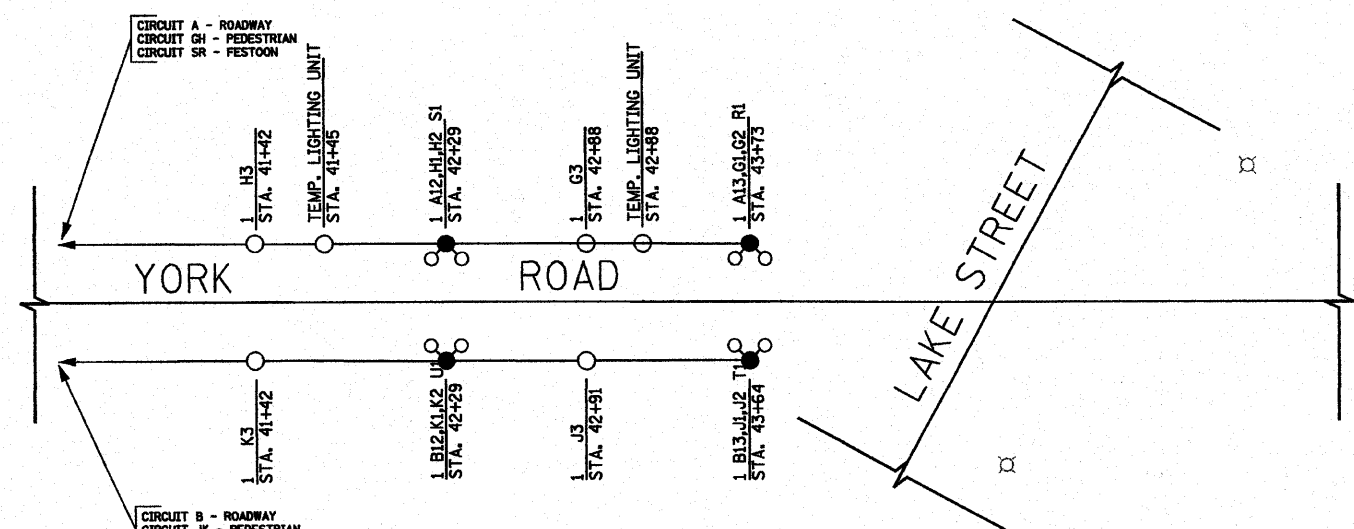 CIRCUIT A - ROADWAY
CIRCUIT GH - PEDESTRIAN
CIRCUIT SR - FESTOON
1 H3
STA. 41+42
TEMP. LIGHTING UNIT
STA. 41+45
1 A12,H1,H2 S1
STA. 42+29
1 G3
STA. 42+88
TEMP. LIGHTING UNIT
STA. 42+88
1 A13,G1,G2 R1
STA. 43+73
YORK ROAD
LAKE STREET
1 K3
STA. 41+42
1 B12,K1,K2 U1
STA. 42+29
1 J3
STA. 42+91
1 B13,J1,J2 T1
STA. 43+64
CIRCUIT B - ROADWAY
CIRCUIT JK - PEDESTRIAN